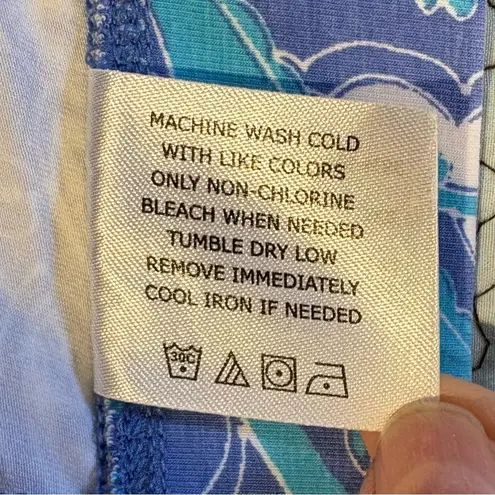 MACHINE WASH COLD
WITH LIKE COLORS
ONLY NON-CHLORINE
BLEACH WHEN NEEDED
TUMBLE DRY LOW
REMOVE IMMEDIATELY
COOL IRON IF NEEDED
30C